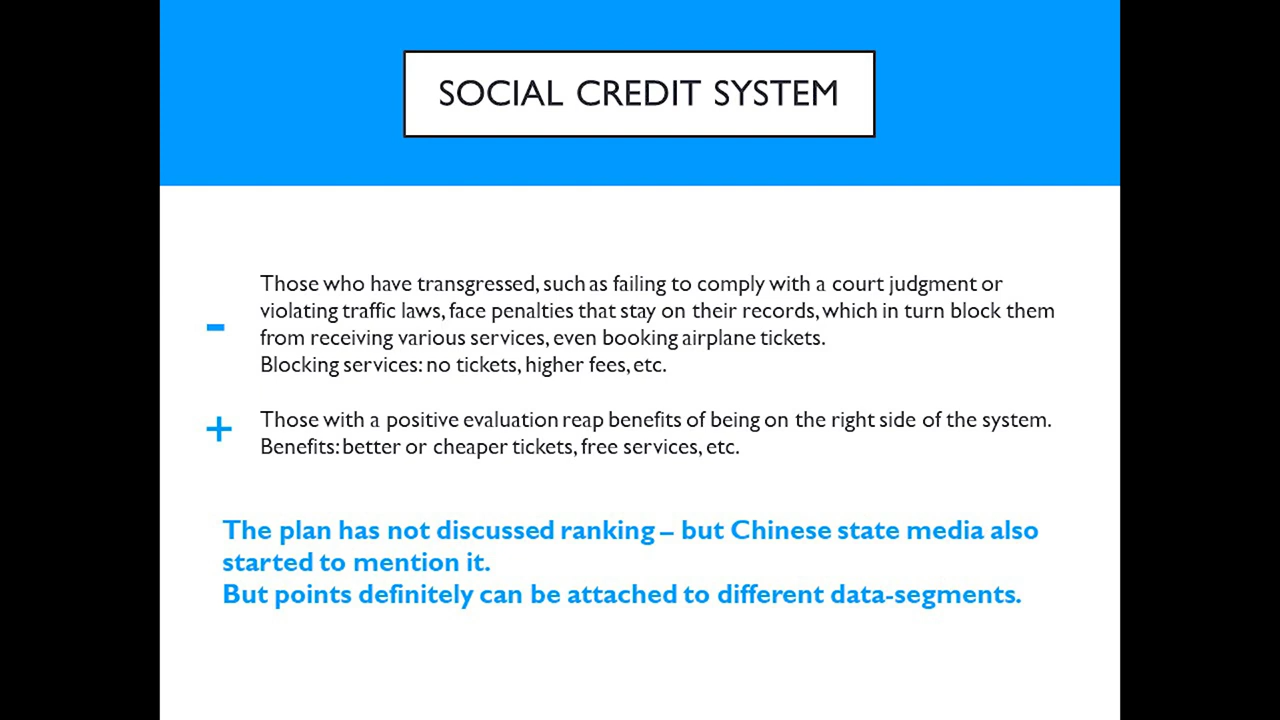 SOCIAL CREDIT SYSTEM
Those who have transgressed, such as failing to comply with a court judgment or
violating traffic laws, face penalties that stay on their records, which in turn block them
- from receiving various services, even booking airplane tickets.
Blocking services: no tickets, higher fees, etc.
+ Those with a positive evaluation reap benefits of being on the right side of the system.
Benefits: better or cheaper tickets, free services, etc.
The plan has not discussed ranking – but Chinese state media also
started to mention it.
But points definitely can be attached to different data-segments.